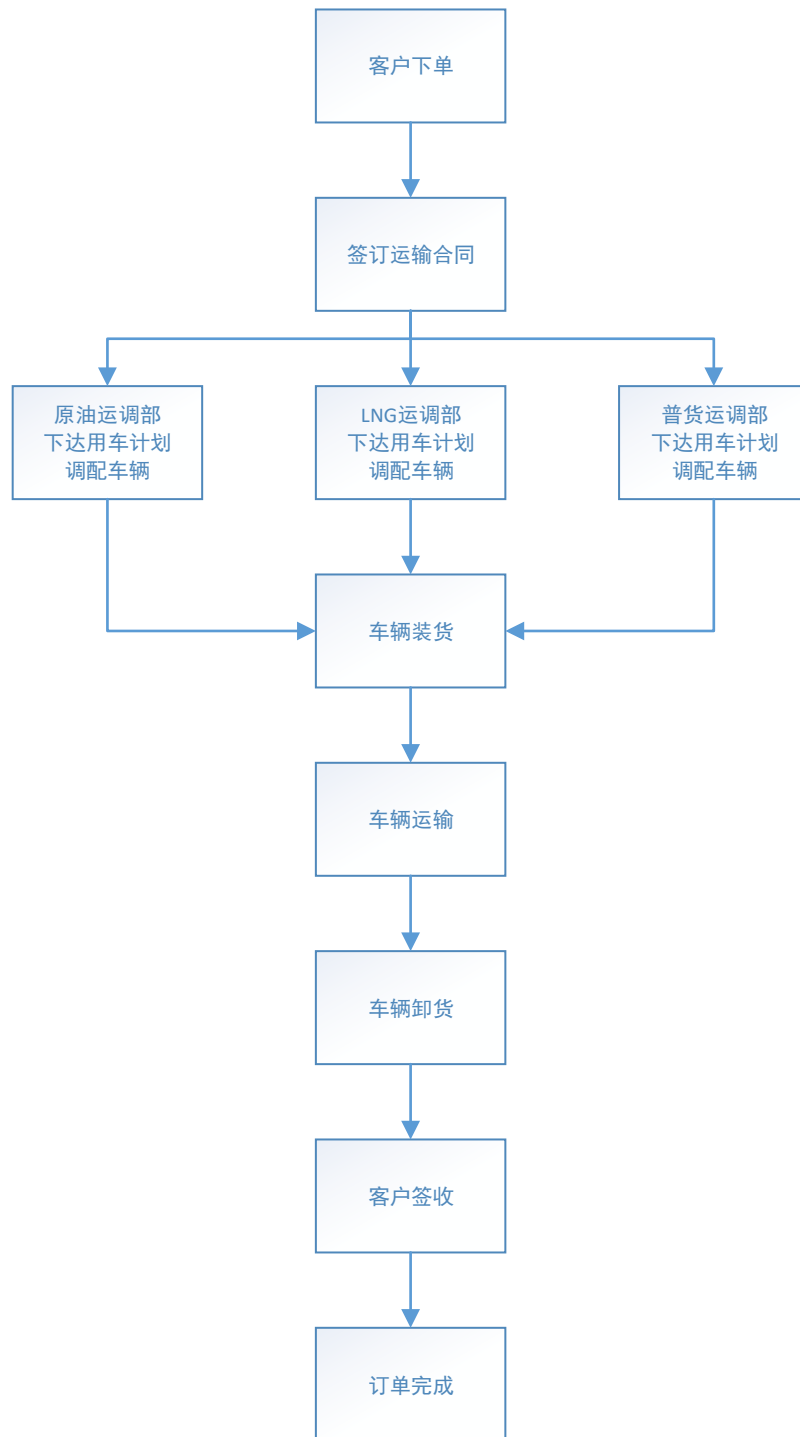 客户下单
签订运输合同
原油运调部
下达用车计划
调配车辆
LNG运调部
下达用车计划
调配车辆
普货运调部
下达用车计划
调配车辆
车辆装货
车辆运输
车辆卸货
客户签收
订单完成